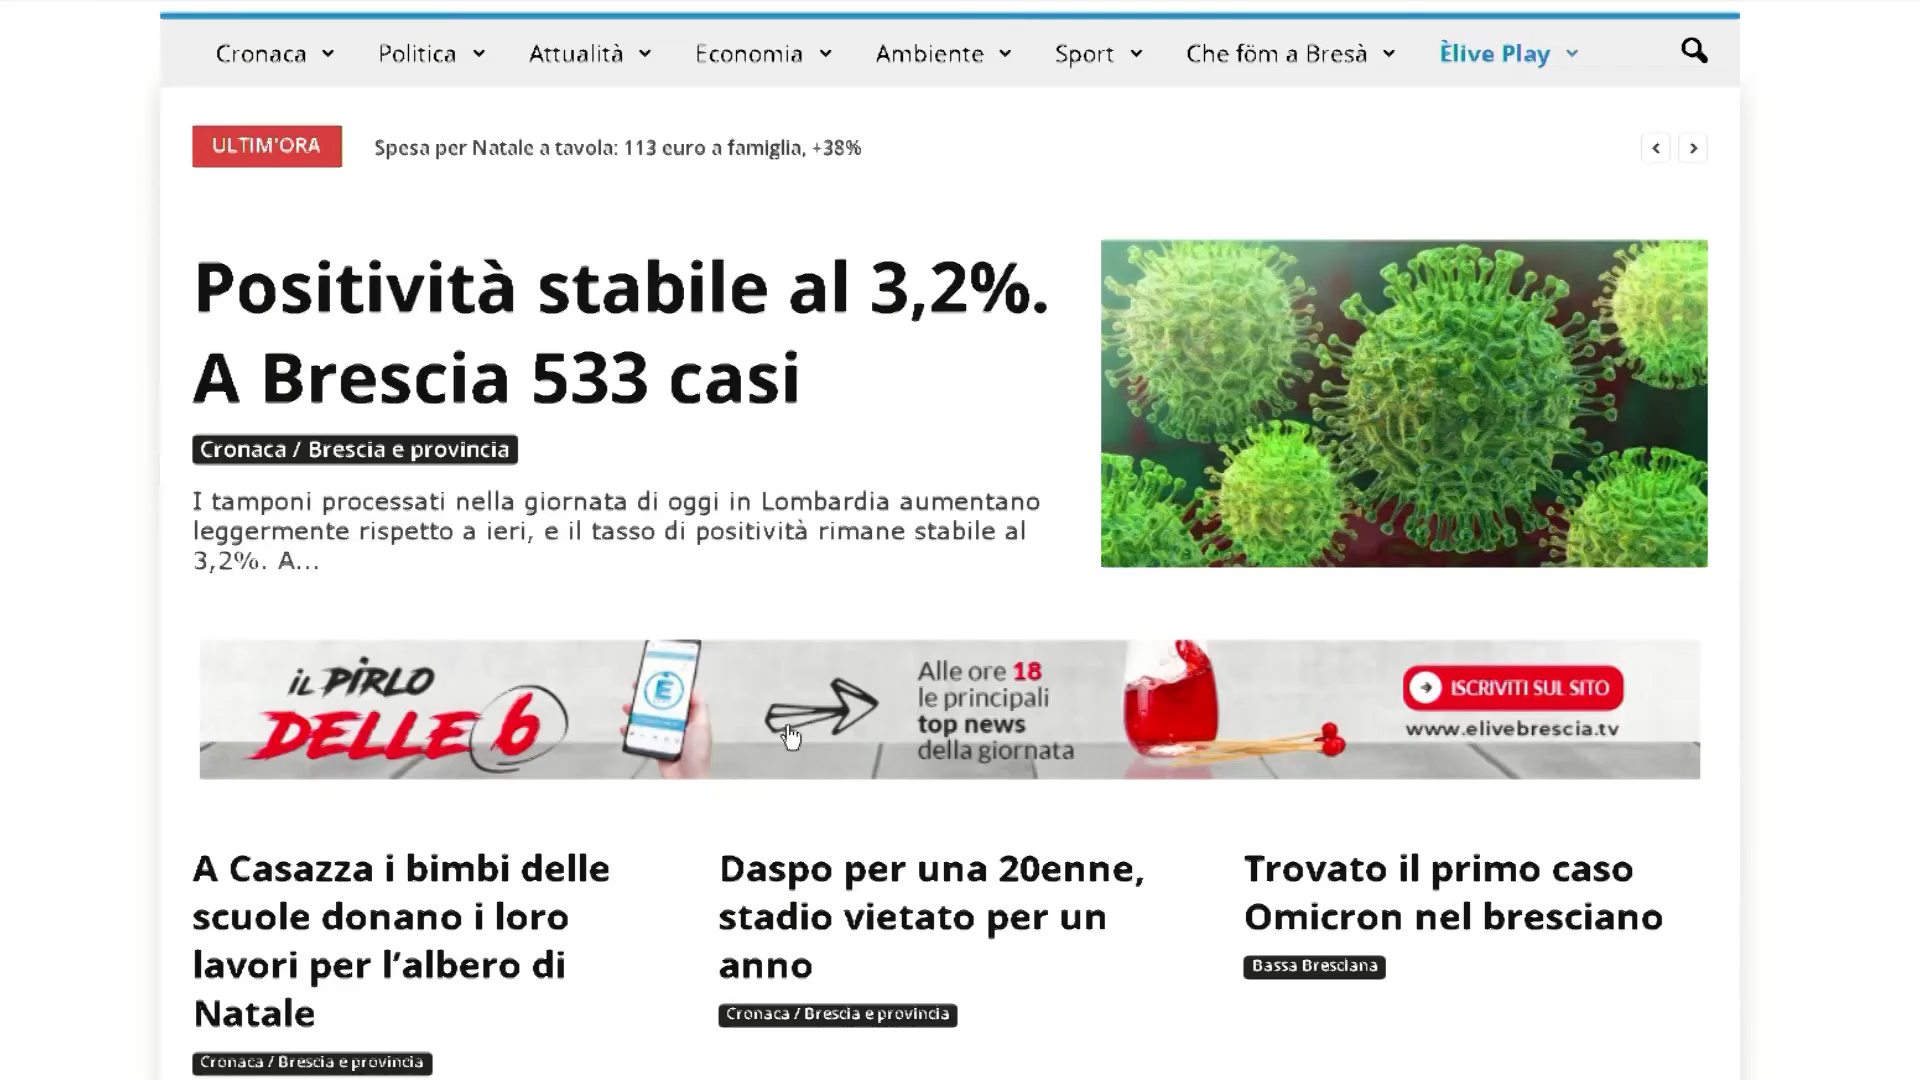 Cronaca
Politica
Attualità
Economia
Ambiente
Sport
Che föm a Bresà
Èlive Play
ULTIM'ORA
Spesa per Natale a tavola: 113 euro a famiglia, +38%
Positività stabile al 3,2%.
A Brescia 533 casi
Cronaca / Brescia e provincia
I tamponi processati nella giornata di oggi in Lombardia aumentano
leggermente rispetto a ieri, e il tasso di positività rimane stabile al
3,2%. A...
iL PiRLO
DELLE 6
È
Alle ore 18
le principali
top news
della giornata
ISCRIVITI SUL SITO
www.elivebrescia.tv
A Casazza i bimbi delle
scuole donano i loro
lavori per l’albero di
Natale
Cronaca / Brescia e provincia
Daspo per una 20enne,
stadio vietato per un
anno
Cronaca / Brescia e provincia
Trovato il primo caso
Omicron nel bresciano
Bassa Bresciana